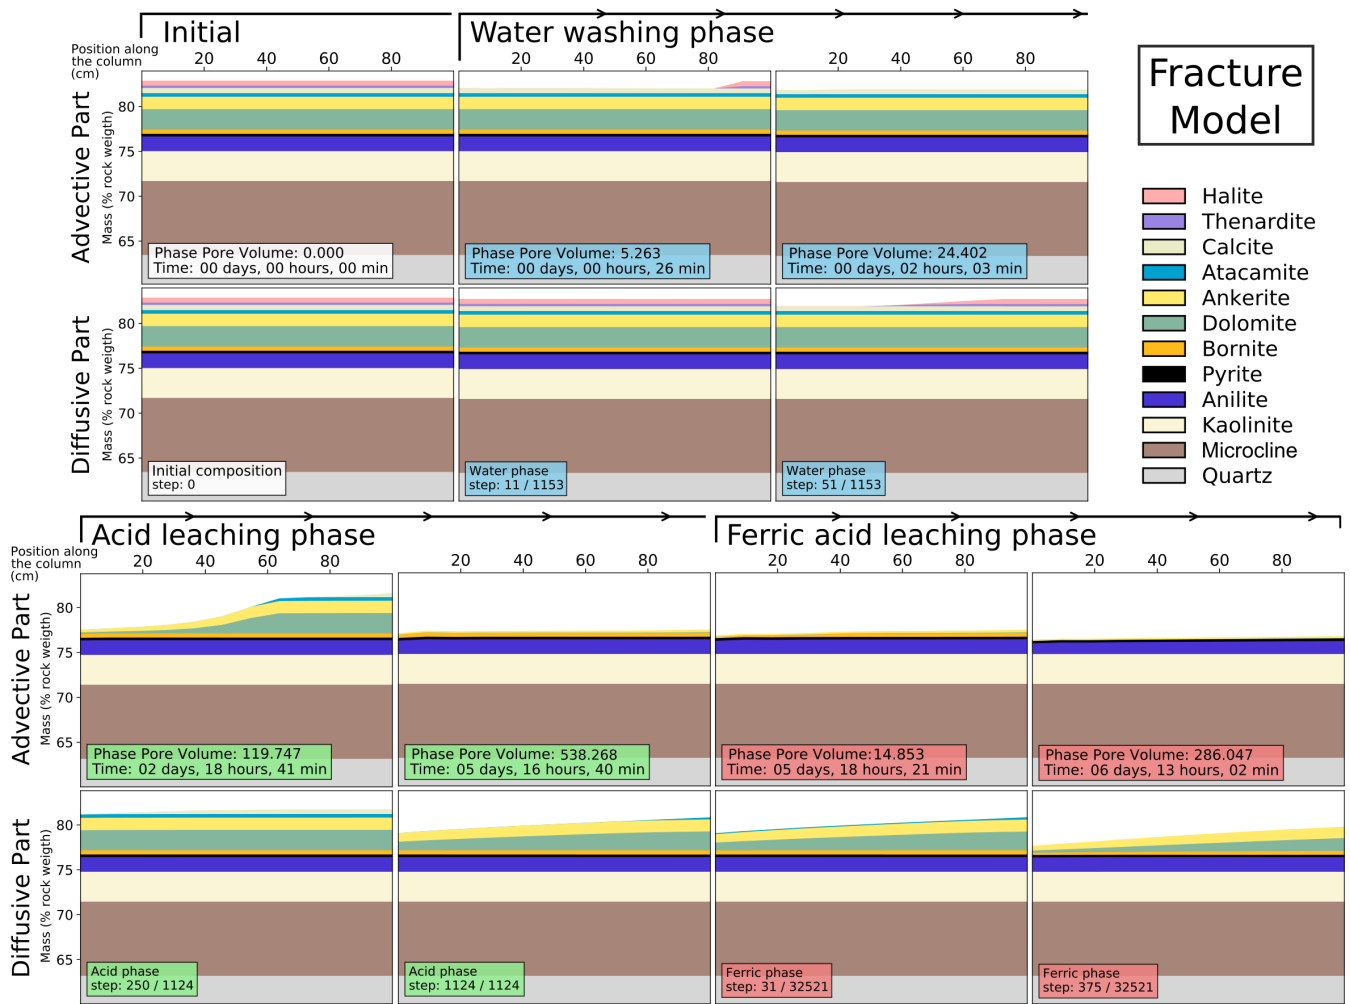 Initial
Water washing phase
Position along
the column
(cm)
20 40 60 80
20 40 60 80
20 40 60 80
Fracture
Model
Advective Part
Mass (% rock weigth)
80
75
70
65
Phase Pore Volume: 0.000
Time: 00 days, 00 hours, 00 min
Phase Pore Volume: 5.263
Time: 00 days, 00 hours, 26 min
Phase Pore Volume: 24.402
Time: 00 days, 02 hours, 03 min
Diffusive Part
Mass (% rock weigth)
80
75
70
65
Initial composition
step: 0
Water phase
step: 11 / 1153
Water phase
step: 51 / 1153
Halite
Thenardite
Calcite
Atacamite
Ankerite
Dolomite
Bornite
Pyrite
Anilite
Kaolinite
Microcline
Quartz
Acid leaching phase
Ferric acid leaching phase
Position along
the column
(cm)
20 40 60 80
20 40 60 80
20 40 60 80
20 40 60 80
Advective Part
Mass (% rock weigth)
80
75
70
65
Phase Pore Volume: 119.747
Time: 02 days, 18 hours, 41 min
Phase Pore Volume: 538.268
Time: 05 days, 16 hours, 40 min
Phase Pore Volume:14.853
Time: 05 days, 18 hours, 21 min
Phase Pore Volume: 286.047
Time: 06 days, 13 hours, 02 min
Diffusive Part
Mass (% rock weigth)
80
75
70
65
Acid phase
step: 250 / 1124
Acid phase
step: 1124 / 1124
Ferric phase
step: 31 / 32521
Ferric phase
step: 375 / 32521